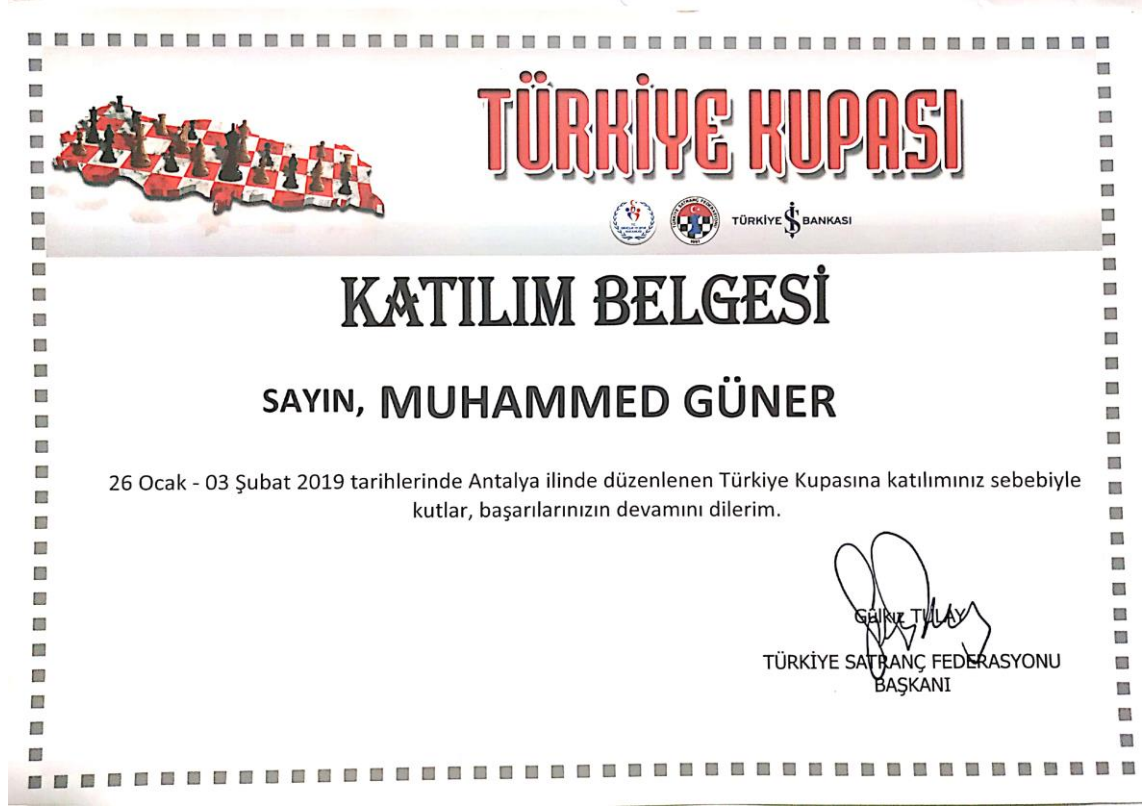 TÜRKİYE KUPASI
TÜRKİYE İŞ BANKASI
KATILIM BELGESİ
SAYIN, MUHAMMED GÜNER
26 Ocak - 03 Şubat 2019 tarihlerinde Antalya ilinde düzenlenen Türkiye Kupasına katılımınız sebebiyle
kutlar, başarılarınızın devamını dilerim.
Gülkız TULAY
TÜRKİYE SATRANÇ FEDERASYONU
BAŞKANI